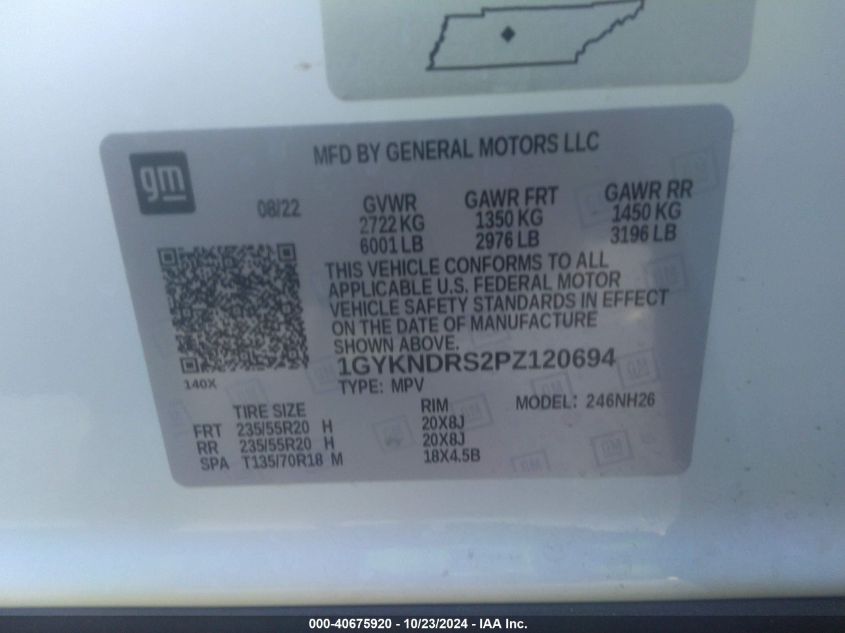 gm
MFD BY GENERAL MOTORS LLC
08/22
GVWR GAWR FRT GAWR RR
2722 KG 1350 KG 1450 KG
6001 LB 2976 LB 3196 LB
THIS VEHICLE CONFORMS TO ALL
APPLICABLE U.S. FEDERAL MOTOR
VEHICLE SAFETY STANDARDS IN EFFECT
ON THE DATE OF MANUFACTURE
SHOWN ABOVE.
1GYKNDRS2PZ120694
140X
TYPE: MPV
MODEL: 246NH26
TIRE SIZE RIM
FRT 235/55R20 H 20X8J
RR 235/55R20 H 20X8J
SPA T135/70R18 M 18X4.5B
000-40675920 - 10/23/2024 - IAA Inc.